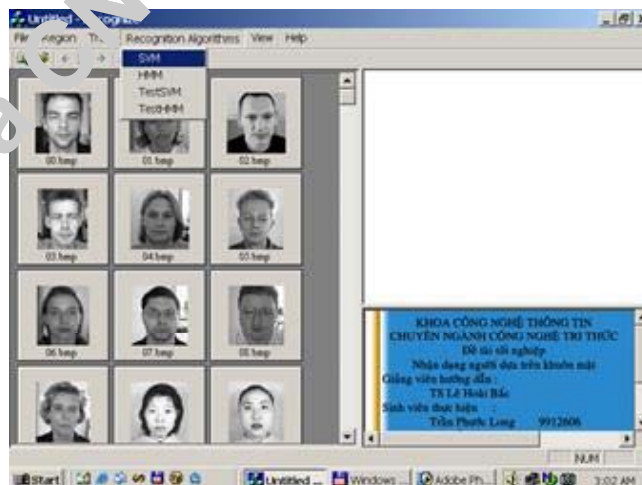 Untitled - Recogniz
File Region Tra Recognition Algorithms View Help
SVM
HMM
TestSVM
TestHMM
00.bmp 01.bmp 02.bmp
03.bmp 04.bmp 05.bmp
06.bmp 07.bmp 08.bmp
KHOA CÔNG NGHỆ THÔNG TIN
CHUYÊN NGÀNH CÔNG NGHỆ TRI THỨC
Đề tài tốt nghiệp
Nhận dạng người dựa trên khuôn mặt
Giảng viên hướng dẫn :
TS Lê Hoài Bắc
Sinh viên thực hiện :
Trần Phước Long 9912606
NUM
Start Untitled ... Windows ... Adobe Ph... 3:02 AM